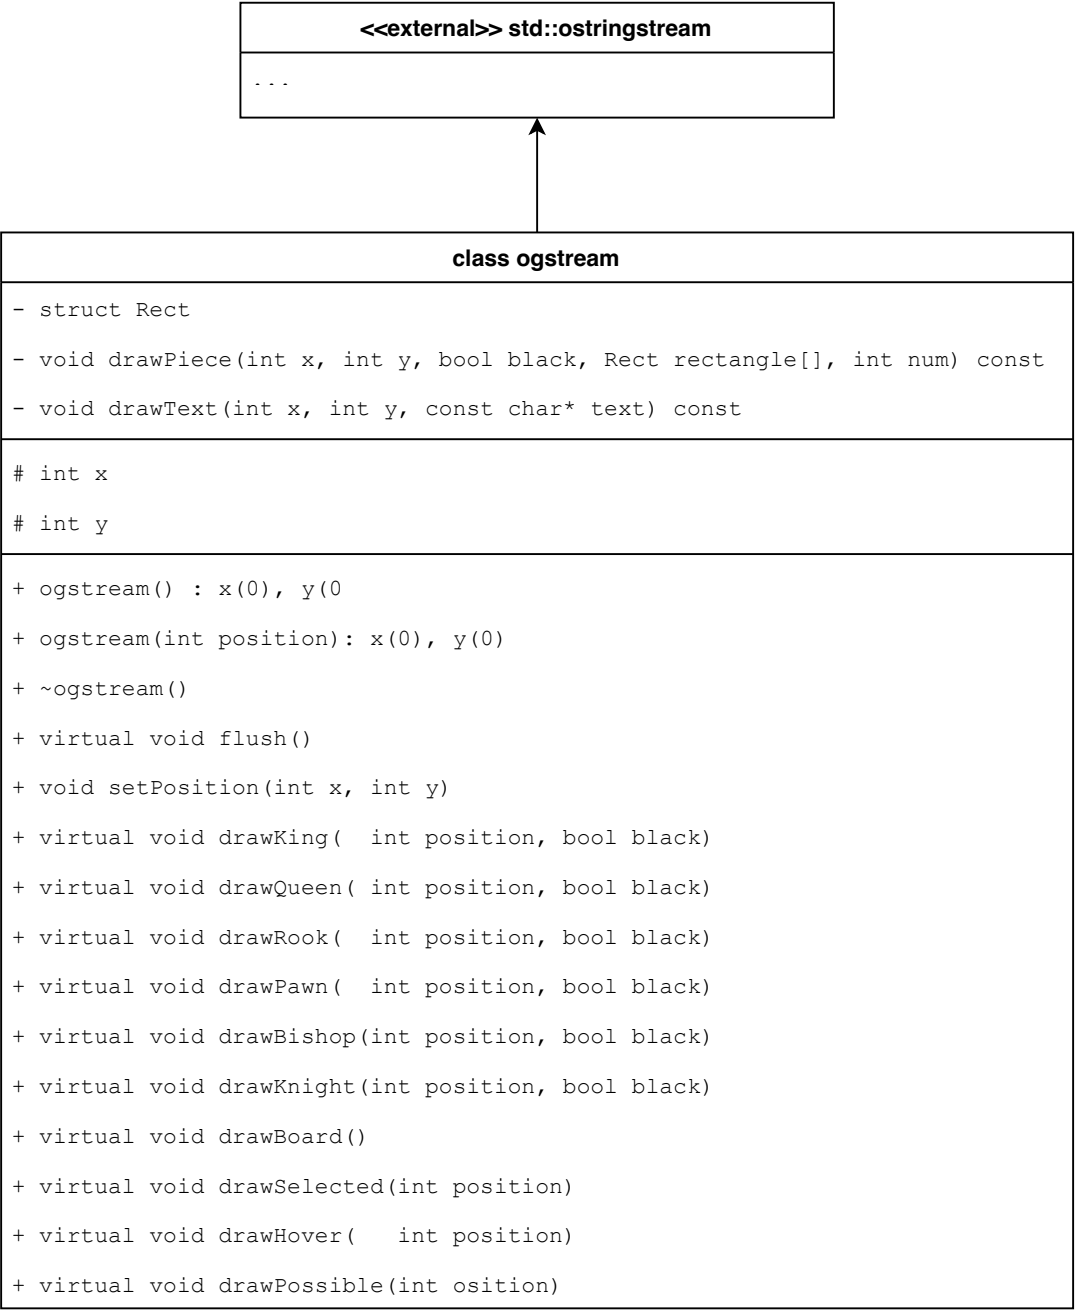 <<external>> std::ostringstream
...
class ogstream
- struct Rect
- void drawPiece(int x, int y, bool black, Rect rectangle[], int num) const
- void drawText(int x, int y, const char* text) const
# int x
# int y
+ ogstream() : x(0), y(0
+ ogstream(int position): x(0), y(0)
+ ~ogstream()
+ virtual void flush()
+ void setPosition(int x, int y)
+ virtual void drawKing(  int position, bool black)
+ virtual void drawQueen( int position, bool black)
+ virtual void drawRook(  int position, bool black)
+ virtual void drawPawn(  int position, bool black)
+ virtual void drawBishop(int position, bool black)
+ virtual void drawKnight(int position, bool black)
+ virtual void drawBoard()
+ virtual void drawSelected(int position)
+ virtual void drawHover(   int position)
+ virtual void drawPossible(int osition)